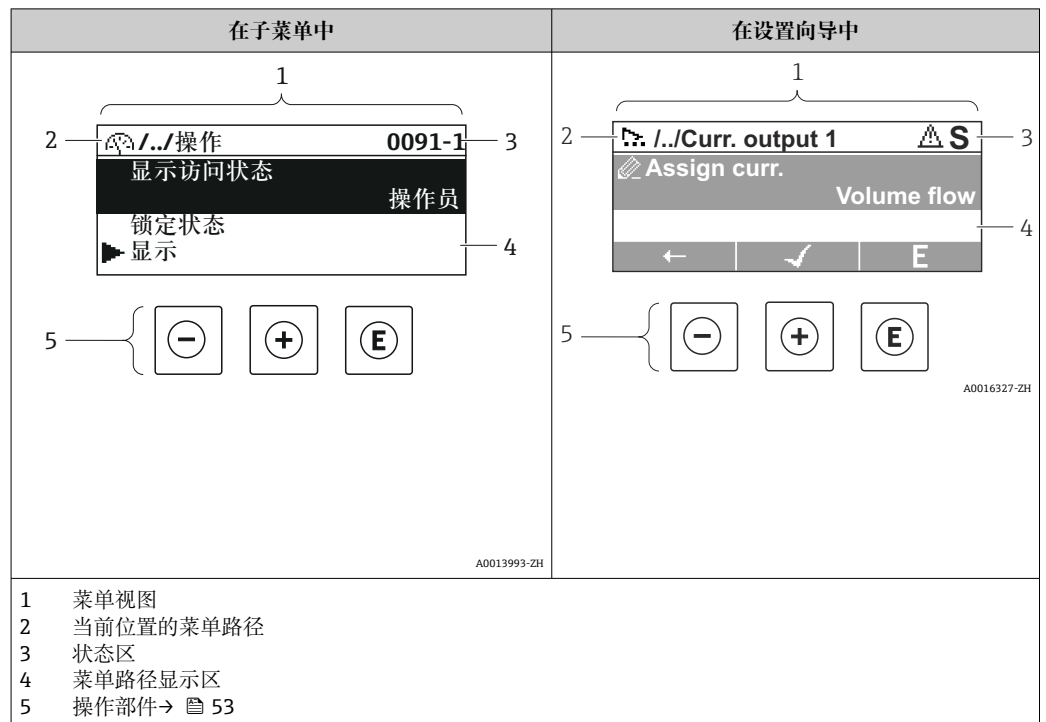 在子菜单中
在设置向导中
1
2
/../操作 0091-1
3
显示访问状态
操作员
锁定状态
显示
4
5
- + E
A0013993-ZH
1
2
/../Curr. output 1 S
3
Assign curr.
Volume flow
4
← ✓ E
5
- + E
A0016327-ZH
1 菜单视图
2 当前位置的菜单路径
3 状态区
4 菜单路径显示区
5 操作部件→ 53